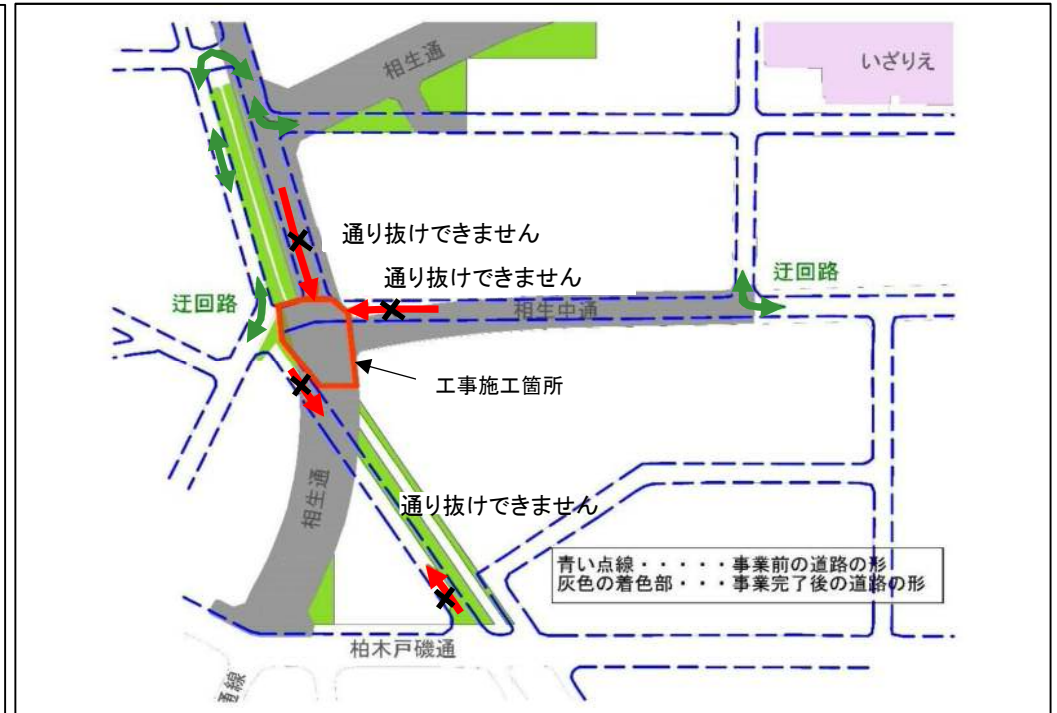 相生通
いざりえ
通り抜けできません
通り抜けできません
迂回路
迂回路
相生中通
工事施工箇所
相生通
通り抜けできません
青い点線・・・・・事業前の道路の形
灰色の着色部・・・事業完了後の道路の形
柏木戸磯通
通線